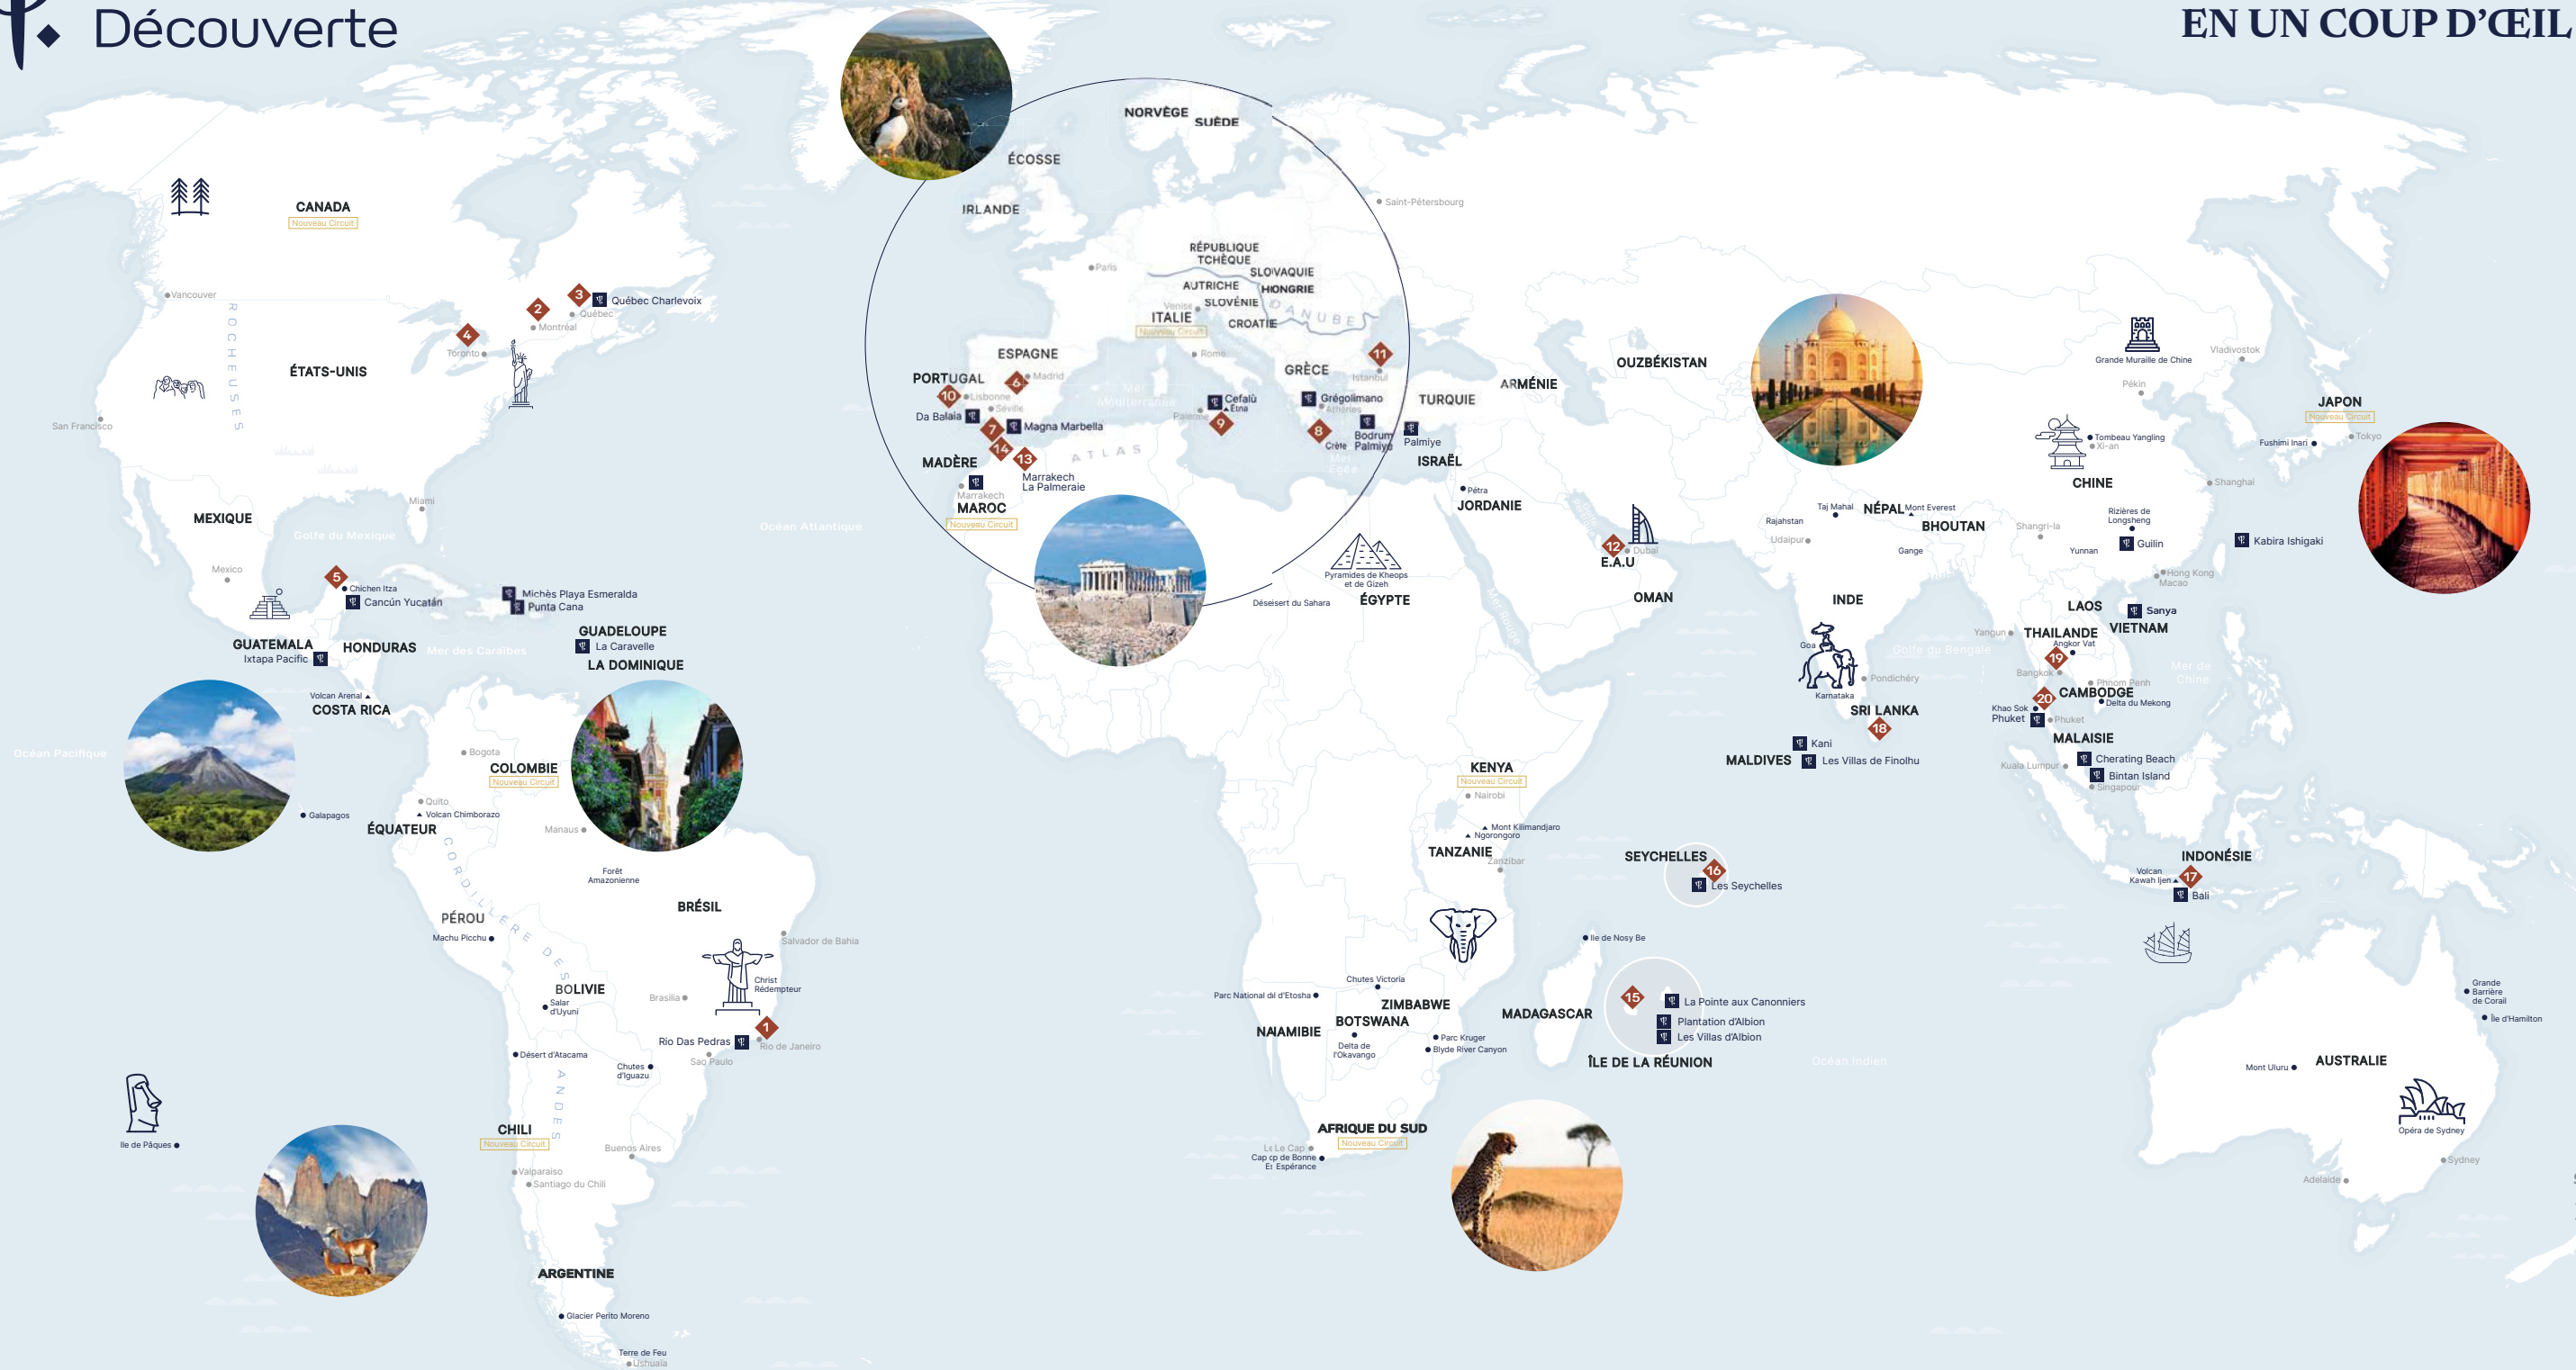 Découverte
EN UN COUP D'ŒIL
CANADA
Nouveau Circuit
Vancouver
ROCHEUSES
3
Québec Charlevoix
2
Québec
Montréal
4
Toronto
ÉTATS-UNIS
San Francisco
Miami
MEXIQUE
Golfe du Mexique
Mexico
5
Chichen Itza
Cancún Yucatán
Michès Playa Esmeralda
Punta Cana
GUADELOUPE
La Caravelle
LA DOMINIQUE
GUATEMALA
Ixtapa Pacific
HONDURAS
Mer des Caraïbes
Volcan Arenal
COSTA RICA
Océan Pacifique
Océan Atlantique
Bogota
COLOMBIE
Nouveau Circuit
Quito
Volcan Chimborazo
Galapagos
ÉQUATEUR
Manaus
Forêt
Amazonienne
CORDILLERE DES
ANDES
BRÉSIL
PÉROU
Machu Picchu
Salvador de Bahia
Christ
Rédempteur
BOLIVIE
Salar
d'Uyuni
Brasilia
1
Rio Das Pedras
Rio de Janeiro
Sao Paulo
Désert d'Atacama
Chutes
d'Iguazu
Ile de Pâques
CHILI
Nouveau Circuit
Buenos Aires
Valparaiso
Santiago du Chili
ARGENTINE
Glacier Perito Moreno
Terre de Feu
Ushuaïa
NORVÈGE
SUÈDE
ÉCOSSE
IRLANDE
Saint-Pétersbourg
RÉPUBLIQUE
TCHÈQUE
Paris
SLOVAQUIE
AUTRICHE
HONGRIE
Venise
SLOVÉNIE
DANUBE
ITALIE
Nouveau Circuit
CROATIE
Rome
ESPAGNE
11
Istanbul
GRÈCE
PORTUGAL
6
Madrid
10
Lisbonne
Séville
Da Balaia
7
Magna Marbella
Mer
Méditerranée
Cefalù
Etna
Palerme
9
Grégolimano
Athènes
8
Crète
Bodrum
Palmiye
Palmiye
Mer
Egée
TURQUIE
ARMÉNIE
ISRAËL
14
13
ATLAS
MADÈRE
Marrakech
La Palmeraie
Marrakech
MAROC
Nouveau Circuit
Pétra
JORDANIE
Pyramides de Kheops
et de Gizeh
ÉGYPTE
Mer Rouge
12
Dubaï
E.A.U
OMAN
OUZBÉKISTAN
KENYA
Nouveau Circuit
Nairobi
Mont Kilimandjaro
Ngorongoro
TANZANIE
Zanzibar
SEYCHELLES
16
Les Seychelles
Ile de Nosy Be
Chutes Victoria
ZIMBABWE
BOTSWANA
Delta de
l'Okavango
Parc Kruger
Blyde River Canyon
MADAGASCAR
15
La Pointe aux Canonniers
Plantation d'Albion
Les Villas d'Albion
ÎLE DE LA RÉUNION
Océan Indien
AFRIQUE DU SUD
Nouveau Circuit
Grande Muraille de Chine
Vladivostok
Pékin
JAPON
Nouveau Circuit
Tokyo
Fushimi Inari
Tombeau Yangling
Xi-an
CHINE
Shanghai
Taj Mahal
NÉPAL
Mont Everest
Rajahstan
BHOUTAN
Udaipur
Gange
Shangri-la
Yunnan
Rizières de
Longsheng
Guilin
Kabira Ishigaki
Hong Kong
Macao
INDE
LAOS
Sanya
VIETNAM
Yangun
THAILANDE
Angkor Vat
19
Bangkok
Golfe du Bengale
Mer de
Chine
Goa
Karnataka
Pondichéry
SRI LANKA
18
Phnom Penh
20
CAMBODGE
Delta du Mekong
Khao Sok
Phuket
Phuket
MALAISIE
Kani
MALDIVES
Les Villas de Finolhu
Cherating Beach
Kuala Lumpur
Bintan Island
Singapour
INDONÉSIE
Volcan
Kawah Ijen
17
Bali
Grande
Barrière
de Corail
Île d'Hamilton
Mont Uluru
AUSTRALIE
Opéra de Sydney
Sydney
Adelaide